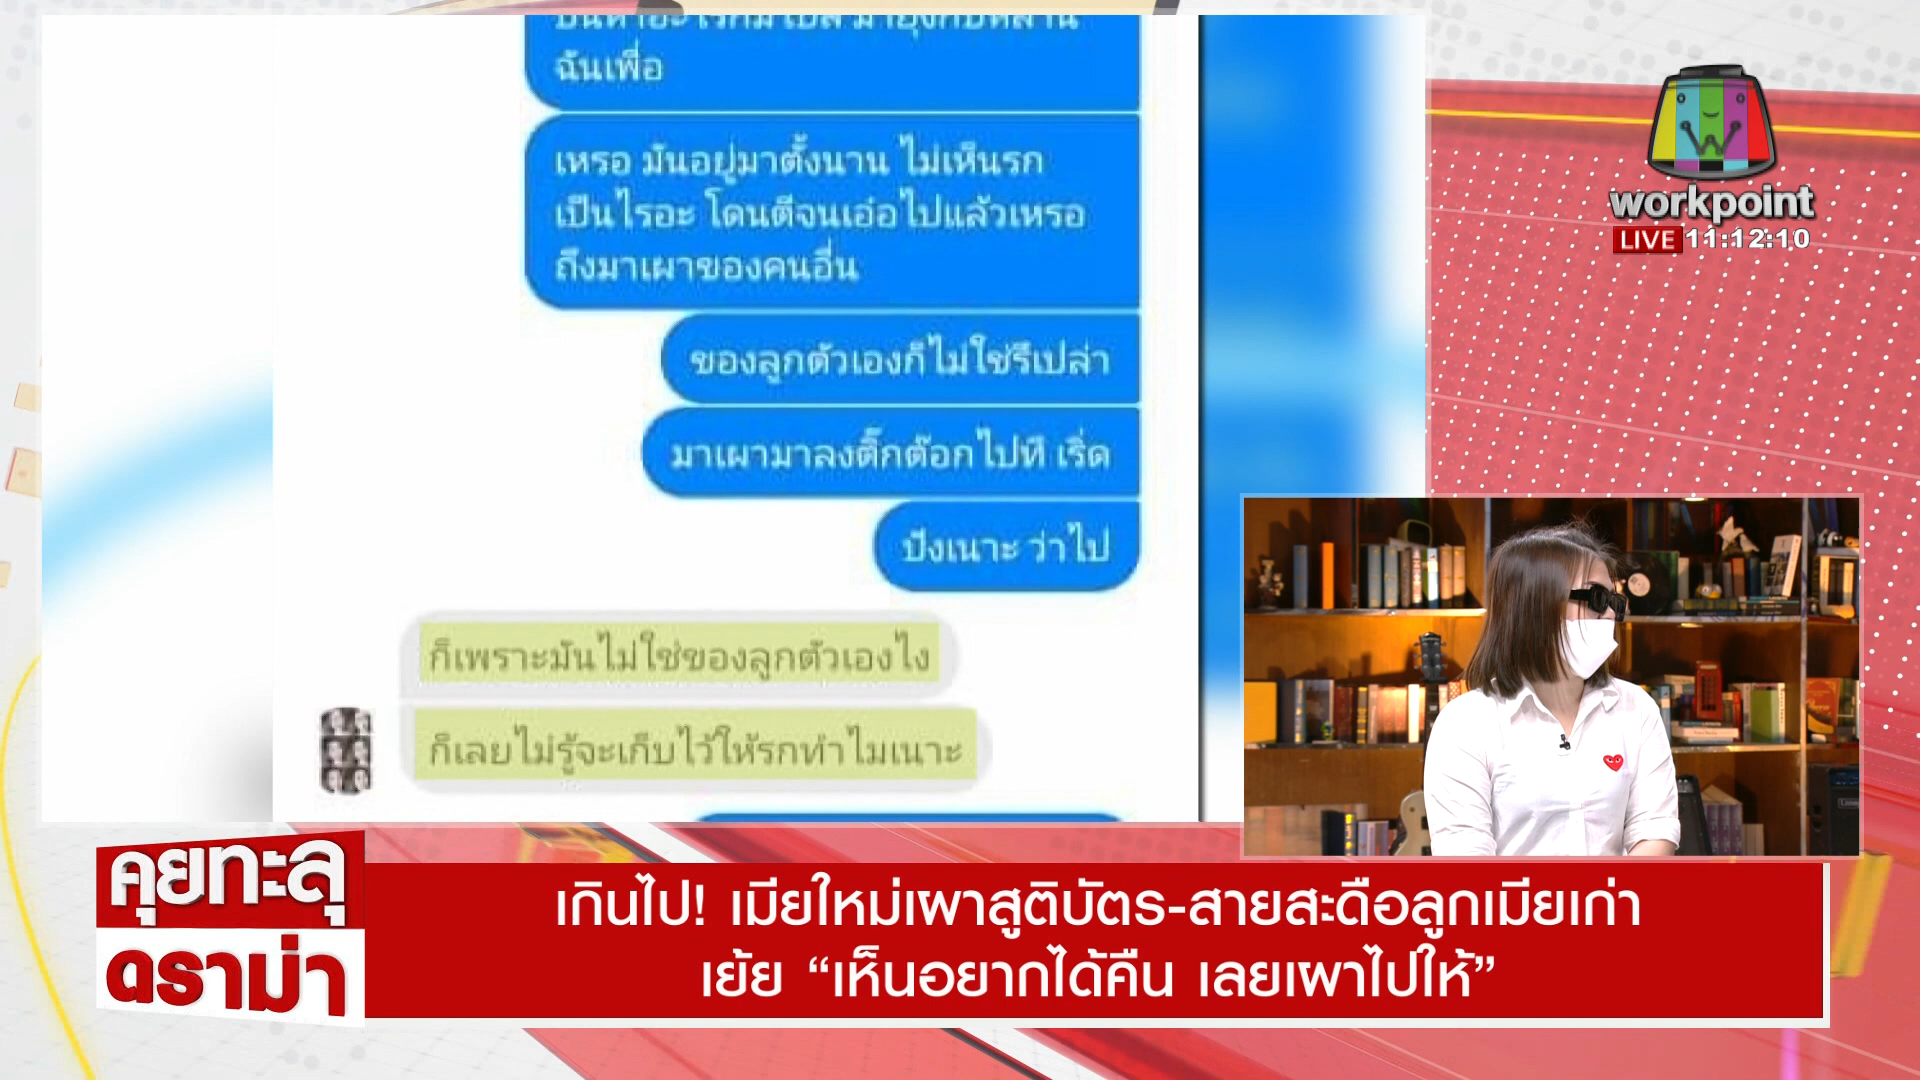 ฉันเพื่อ
เหรอ มันอยู่มาตั้งนาน ไม่เห็นรก
เป็นไรอะ โดนตีจนเอ๋อไปแล้วเหรอ
ถึงมาเผาของคนอื่น
ของลูกตัวเองก็ไม่ใช่รึเปล่า
มาเผามาลงติ๊กต๊อกไปที เริ่ด
ปังเนาะ ว่าไป
ก็เพราะมันไม่ใช่ของลูกตัวเองไง
ก็เลยไม่รู้จะเก็บไว้ให้รกทำไมเนาะ
workpoint
LIVE 11:12:10
คุยทะลุ
ดราม่า
เกินไป! เมียใหม่เผาสูติบัตร-สายสะดือลูกเมียเก่า
เย้ย “เห็นอยากได้คืน เลยเผาไปให้”